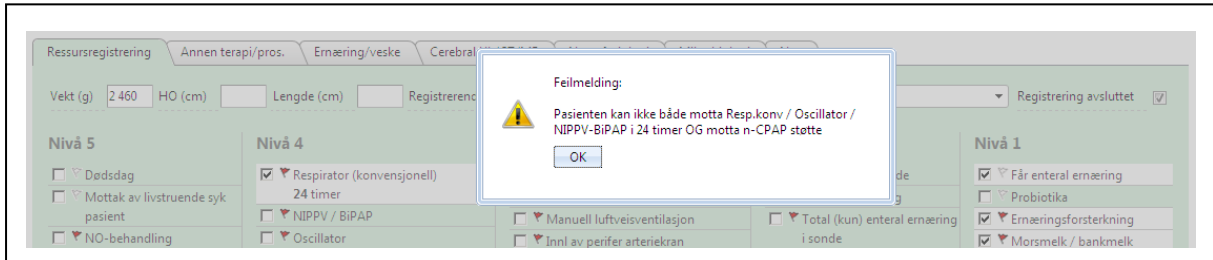 Ressursregistrering Annen terapi/pros. Ernæring/veske
Feilmelding:
Vekt (g) 2 460 HO (cm) Lengde (cm) Registrering avsluttet
Pasienten kan ikke både motta Resp.konv / Oscillator /
NIPPV-BiPAP i 24 timer OG motta n-CPAP støtte
OK
Nivå 5 Nivå 4 Nivå 1
Dødsdag Respirator (konvensjonell) Får enteral ernæring
Mottak av livstruende syk 24 timer Probiotika
pasient NIPPV / BiPAP Manuell luftveisventilasjon Total (kun) enteral ernæring Ernæringsforsterkning
NO-behandling Oscillator Innl av perifer arteriekran i sonde Morsmelk / bankmelk